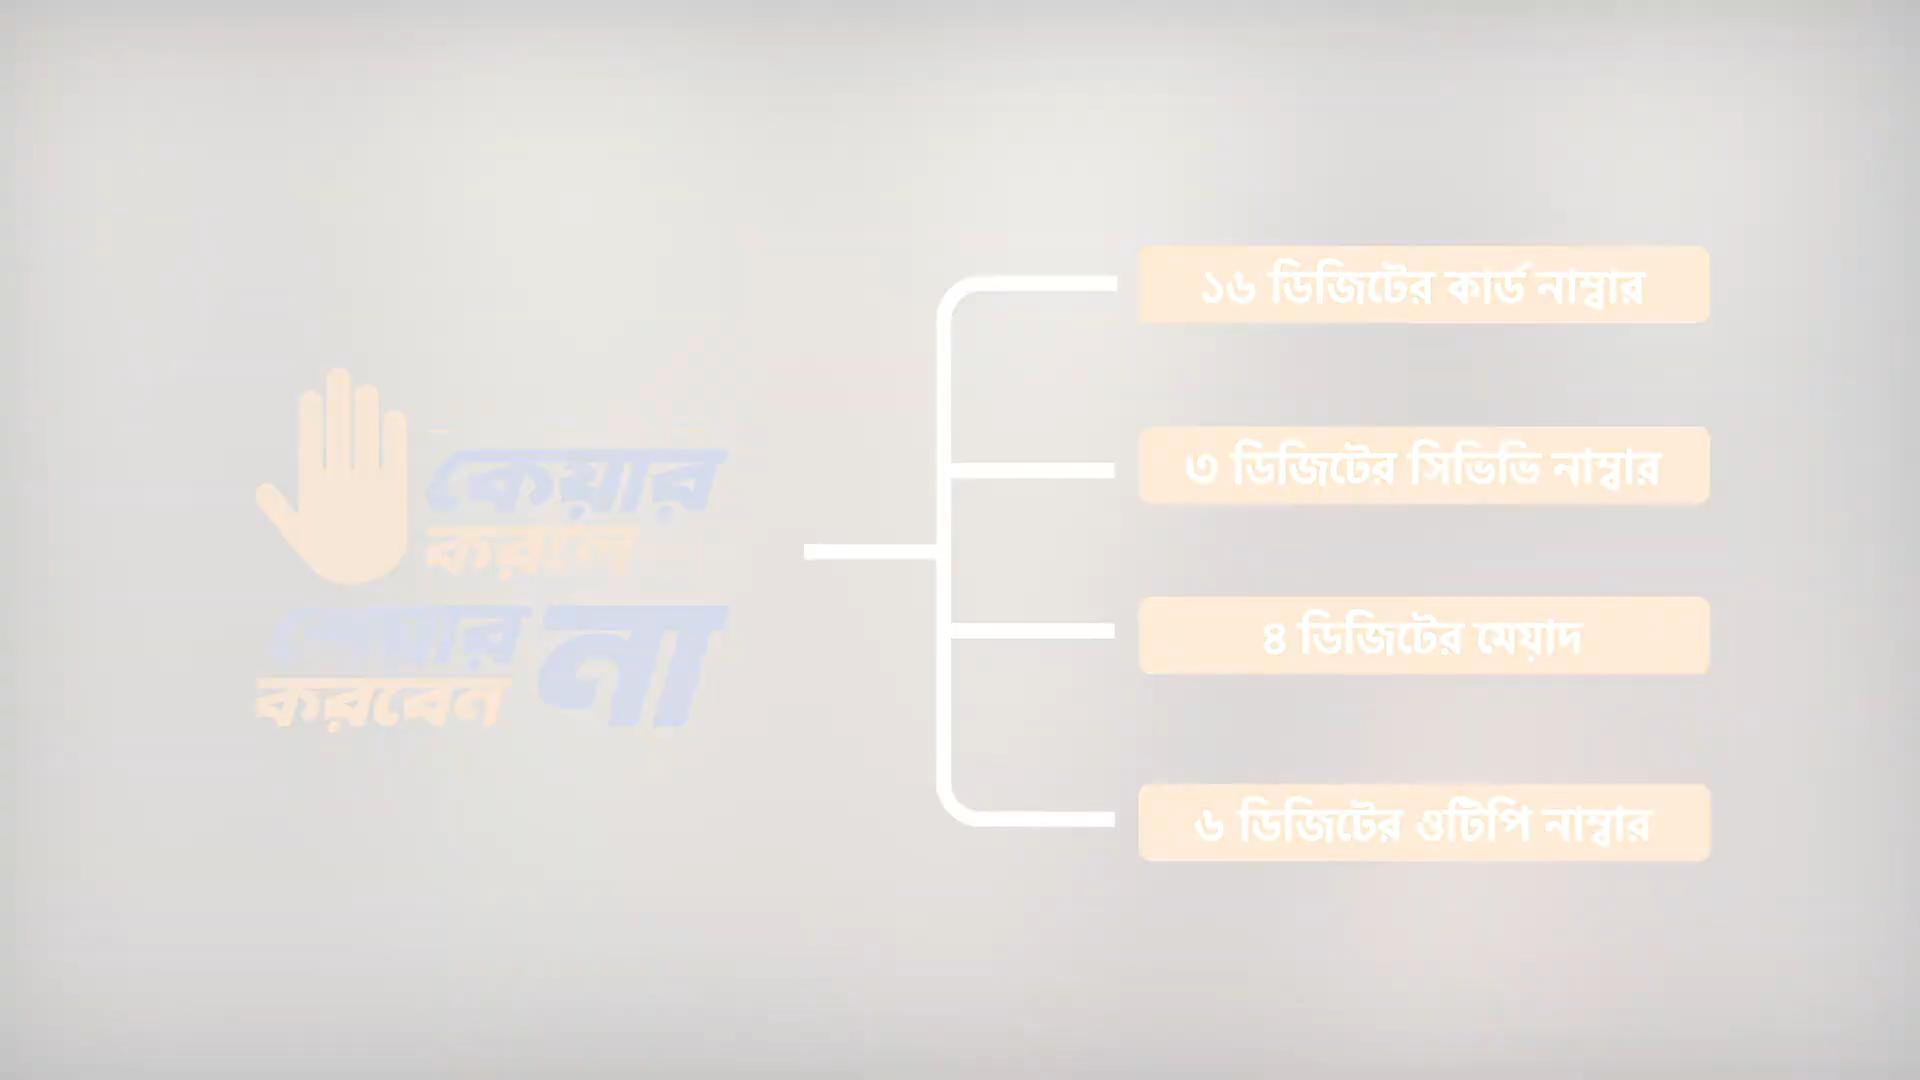 কেয়ার
করলে
শেয়ার
করবেন না
১৬ ডিজিটের কার্ড নাম্বার
৩ ডিজিটের সিভিভি নাম্বার
৪ ডিজিটের মেয়াদ
৬ ডিজিটের ওটিপি নাম্বার